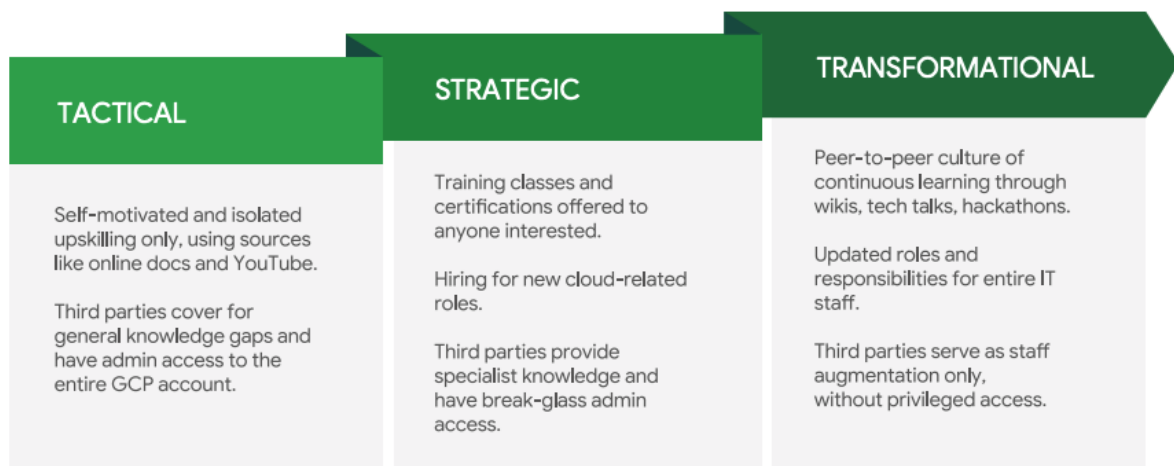 TACTICAL
Self-motivated and isolated
upskilling only, using sources
like online docs and YouTube.
Third parties cover for
general knowledge gaps and
have admin access to the
entire GCP account.
STRATEGIC
Training classes and
certifications offered to
anyone interested.
Hiring for new cloud-related
roles.
Third parties provide
specialist knowledge and
have break-glass admin
access.
TRANSFORMATIONAL
Peer-to-peer culture of
continuous learning through
wikis, tech talks, hackathons.
Updated roles and
responsibilities for entire IT
staff.
Third parties serve as staff
augmentation only,
without privileged access.